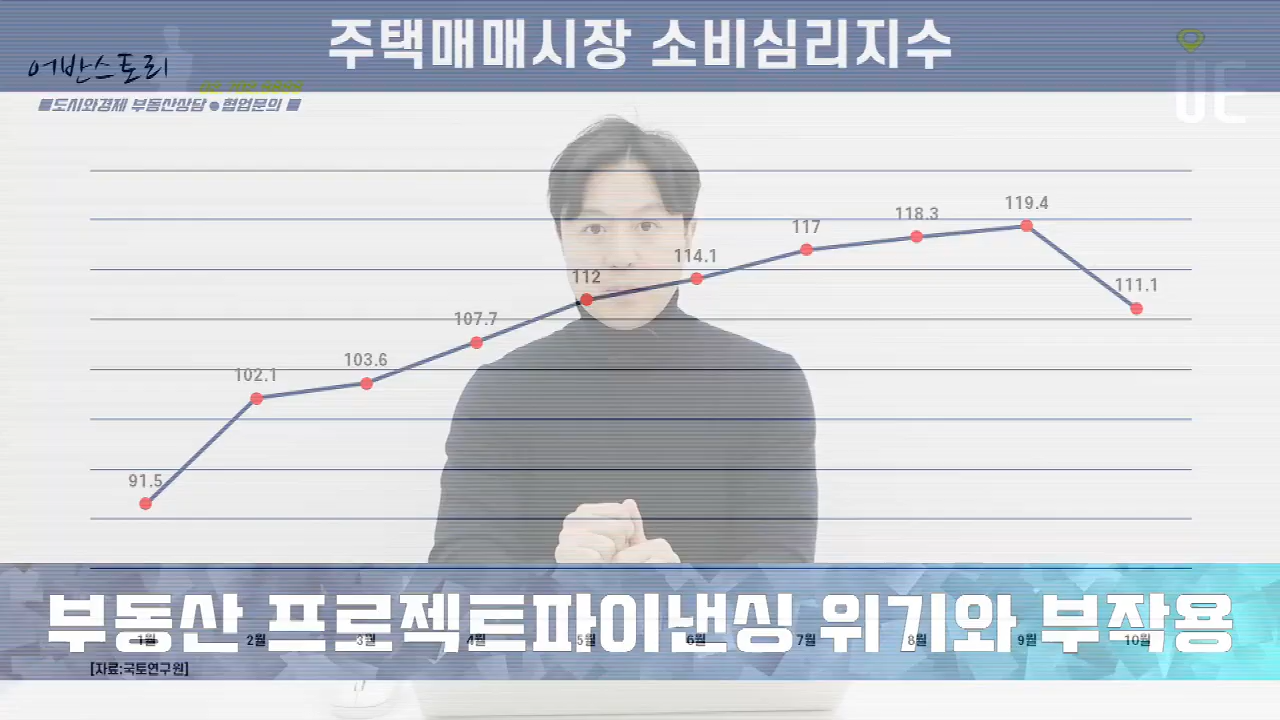 주택매매시장 소비심리지수
어반스토리
■도시와경제 부동산상담●협업문의■
UE
119.4
118.3
117
114.1
112
111.1
107.7
103.6
102.1
91.5
부동산 프로젝트파이낸싱 위기와 부작용
1월 2월 3월 4월 5월 6월 7월 8월 9월 10월
[자료:국토연구원]